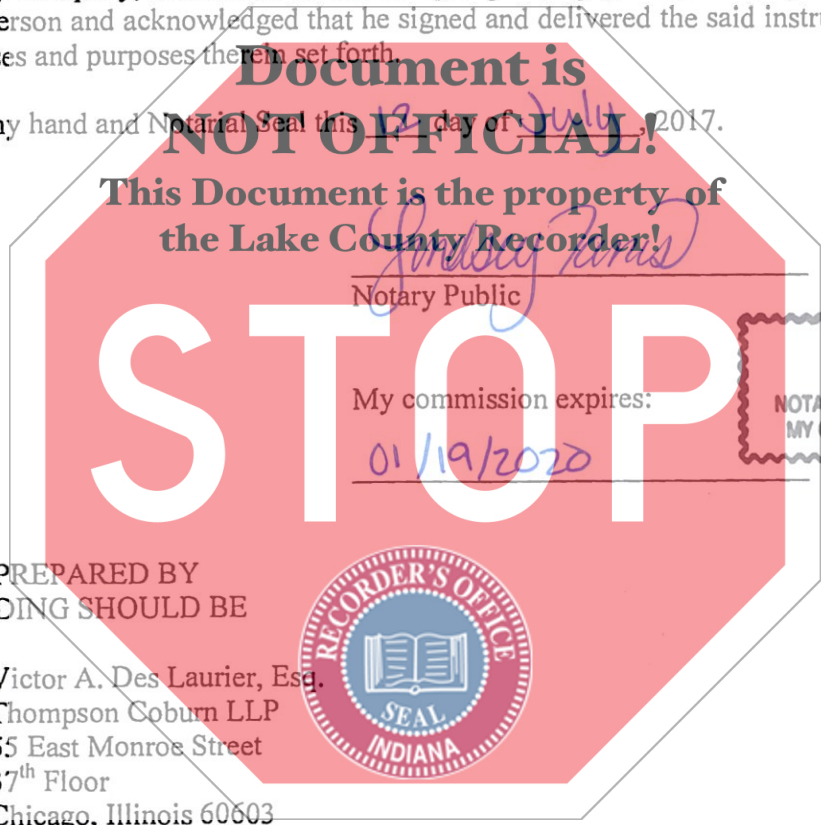 erson and acknowledged that he signed and delivered the said instru
es and purposes therein set forth.
Document is
NOT OFFICIAL!
y hand and Notarial Seal this 12 day of July, 2017.
This Document is the property of
the Lake County Recorder!
Notary Public
STOP
My commission expires:
01/19/2020
NOTA
MY
PREPARED BY
DING SHOULD BE
RECORDER'S OFFICE
SEAL
INDIANA
Victor A. Des Laurier, Esq.
Thompson Coburn LLP
55 East Monroe Street
37th Floor
Chicago, Illinois 60603